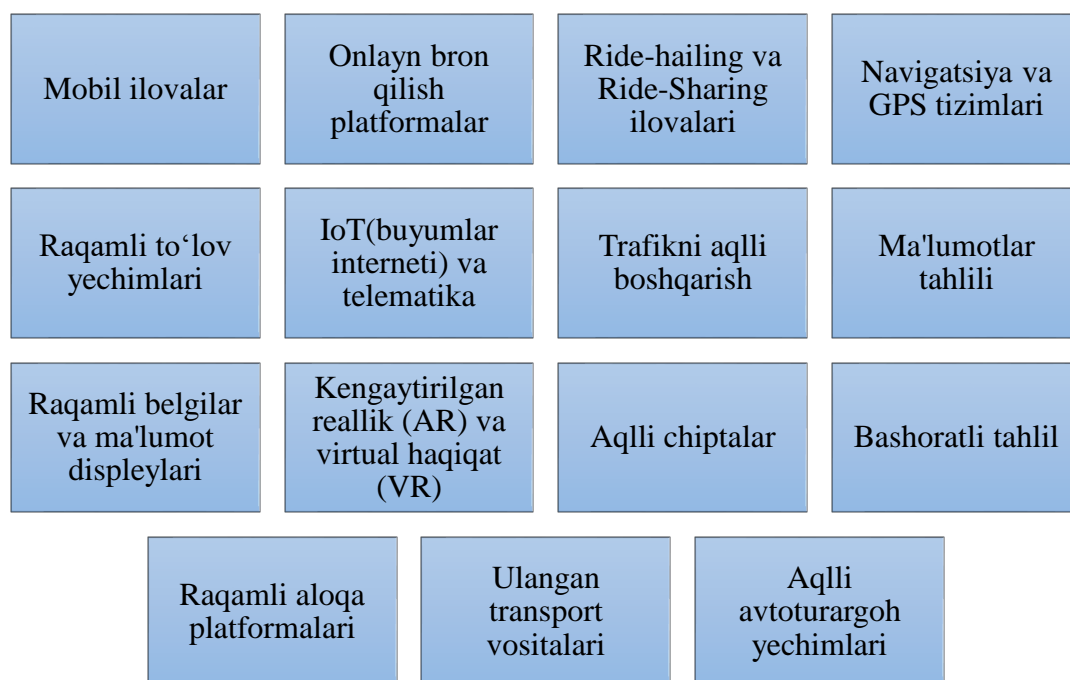 Mobil ilovalar
Onlayn bron
qilish
platformalar
Ride-hailing va
Ride-Sharing
ilovalari
Navigatsiya va
GPS tizimlari
Raqamli to‘lov
yechimlari
IoT(buyumlar
interneti) va
telematika
Trafikni aqlli
boshqarish
Ma'lumotlar
tahlili
Raqamli belgilar
va ma'lumot
displeylari
Kengaytirilgan
reallik (AR) va
virtual haqiqat
(VR)
Aqlli chiptalar
Bashoratli tahlil
Raqamli aloqa
platformalari
Ulangan
transport
vositalari
Aqlli
avtoturargoh
yechimlari